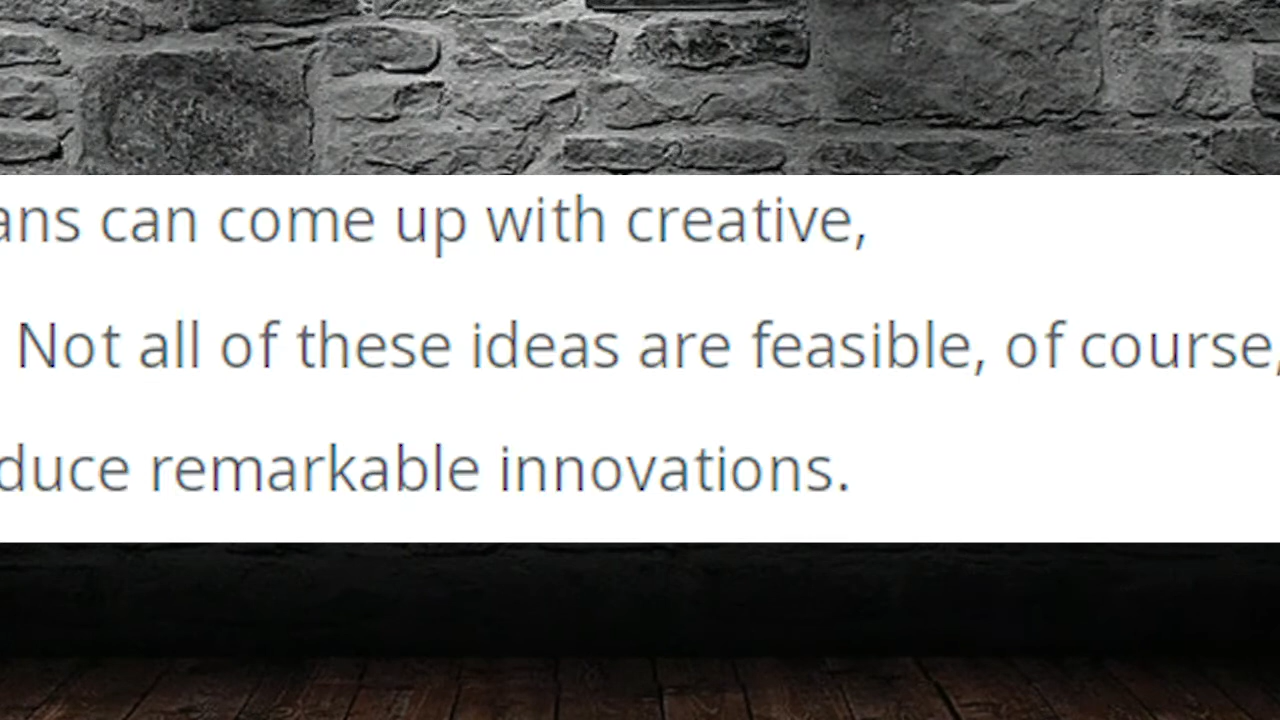 ans can come up with creative,
Not all of these ideas are feasible, of course,
duce remarkable innovations.